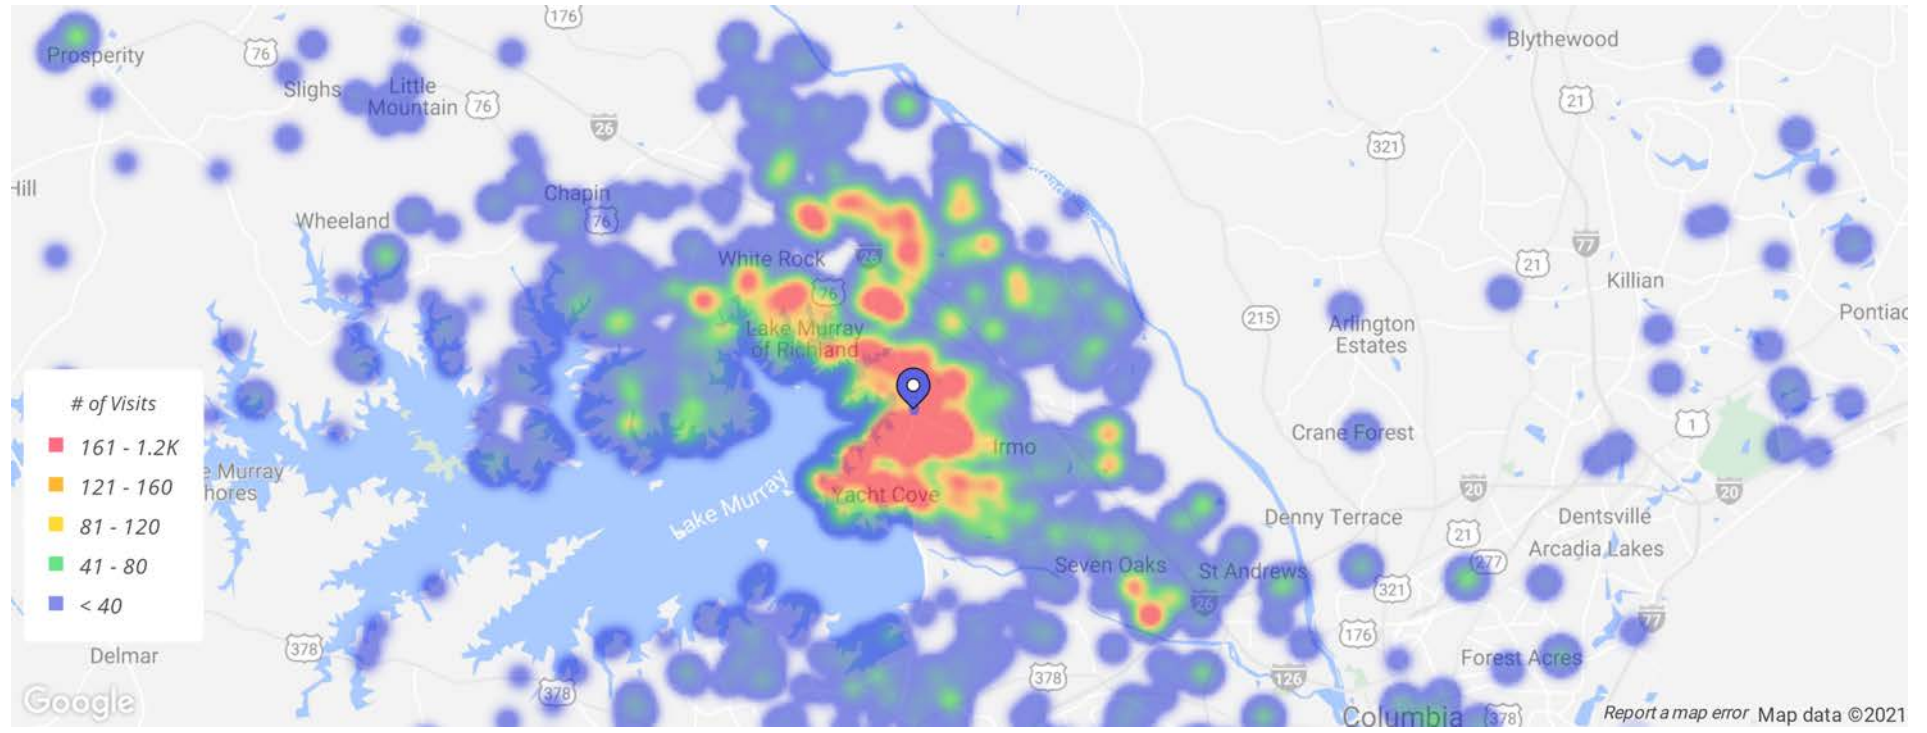 176
Blythewood
Prosperity
76
Slighs
Little
Mountain
76
21
26
321
Hill
Chapin
76
Wheeland
77
White Rock
26
21
Killian
76
215
Arlington
Estates
Lake Murray
of Richland
# of Visits
161 - 1.2K
121 - 160
81 - 120
41 - 80
< 40
1
Crane Forest
Irmo
e Murray
hores
Lake Murray
Yacht Cove
20
20
Denny Terrace
Dentsville
21
Arcadia Lakes
277
Seven Oaks
St Andrews
321
26
77
176
378
Delmar
Forest Acres
378
378
126
Google
Columbia
378
Report a map error
Map data ©2021